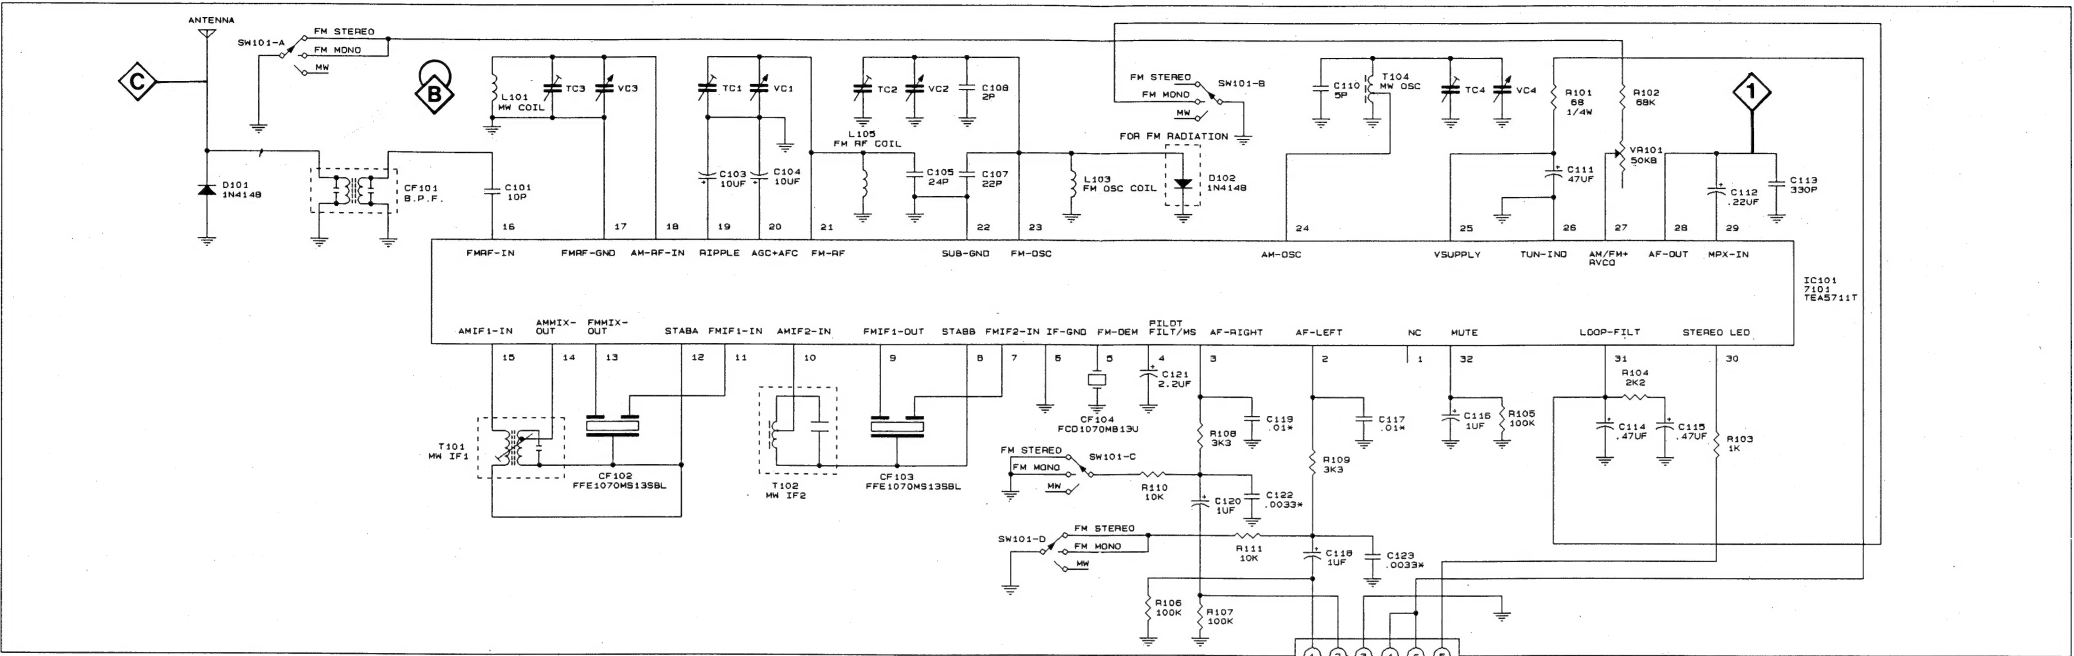 ANTENNA
SW101-A
FM STEREO
FM MONO
MW
C
B
L101
MW COIL
TC3
VC3
TC1
VC1
TC2
VC2
C108
2P
FM STEREO
FM MONO
MW
SW101-B
C110
5P
T104
MW OSC
TC4
VC4
R101
68
1/4W
R102
68K
1
L105
FM RF COIL
FOR FM RADIATION
D101
1N4148
CF101
B.P.F.
C101
10P
C103
10UF
C104
10UF
C105
24P
C107
22P
L103
FM OSC COIL
D102
1N4148
C111
47UF
VR101
50KB
C112
.22UF
C113
330P
16
17
18
19
20
21
22
23
24
25
26
27
28
29
FMRF-IN
FMRF-GND
AM-RF-IN
RIPPLE
AGC+AFC
FM-RF
SUB-GND
FM-OSC
AM-OSC
VSUPPLY
TUN-IND
AM/FM+
RVCO
AF-OUT
MPX-IN
IC101
7101
TEA5711T
AMIF1-IN
AMMIX-
OUT
FMMIX-
OUT
STABA
FMIF1-IN
AMIF2-IN
FMIF1-OUT
STABB
FMIF2-IN
IF-GND
FM-DEM
PILOT
FILT/MS
AF-RIGHT
AF-LEFT
NC
MUTE
LOOP-FILT
STEREO LED
15
14
13
12
11
10
9
8
7
6
5
4
3
2
1
32
31
30
T101
MW IF1
CF102
FFE1070MS13SBL
T102
MW IF2
CF103
FFE1070MS13SBL
CF104
FCD1070MB13U
C121
2.2UF
R108
3K3
C119
.01*
R109
3K3
C117
.01*
C116
1UF
R105
100K
R104
2K2
C114
.47UF
C115
.47UF
R103
1K
FM STEREO
FM MONO
MW
SW101-C
R110
10K
C120
1UF
C122
.0033*
SW101-D
FM STEREO
FM MONO
MW
R111
10K
C118
1UF
C123
.0033*
R106
100K
R107
100K